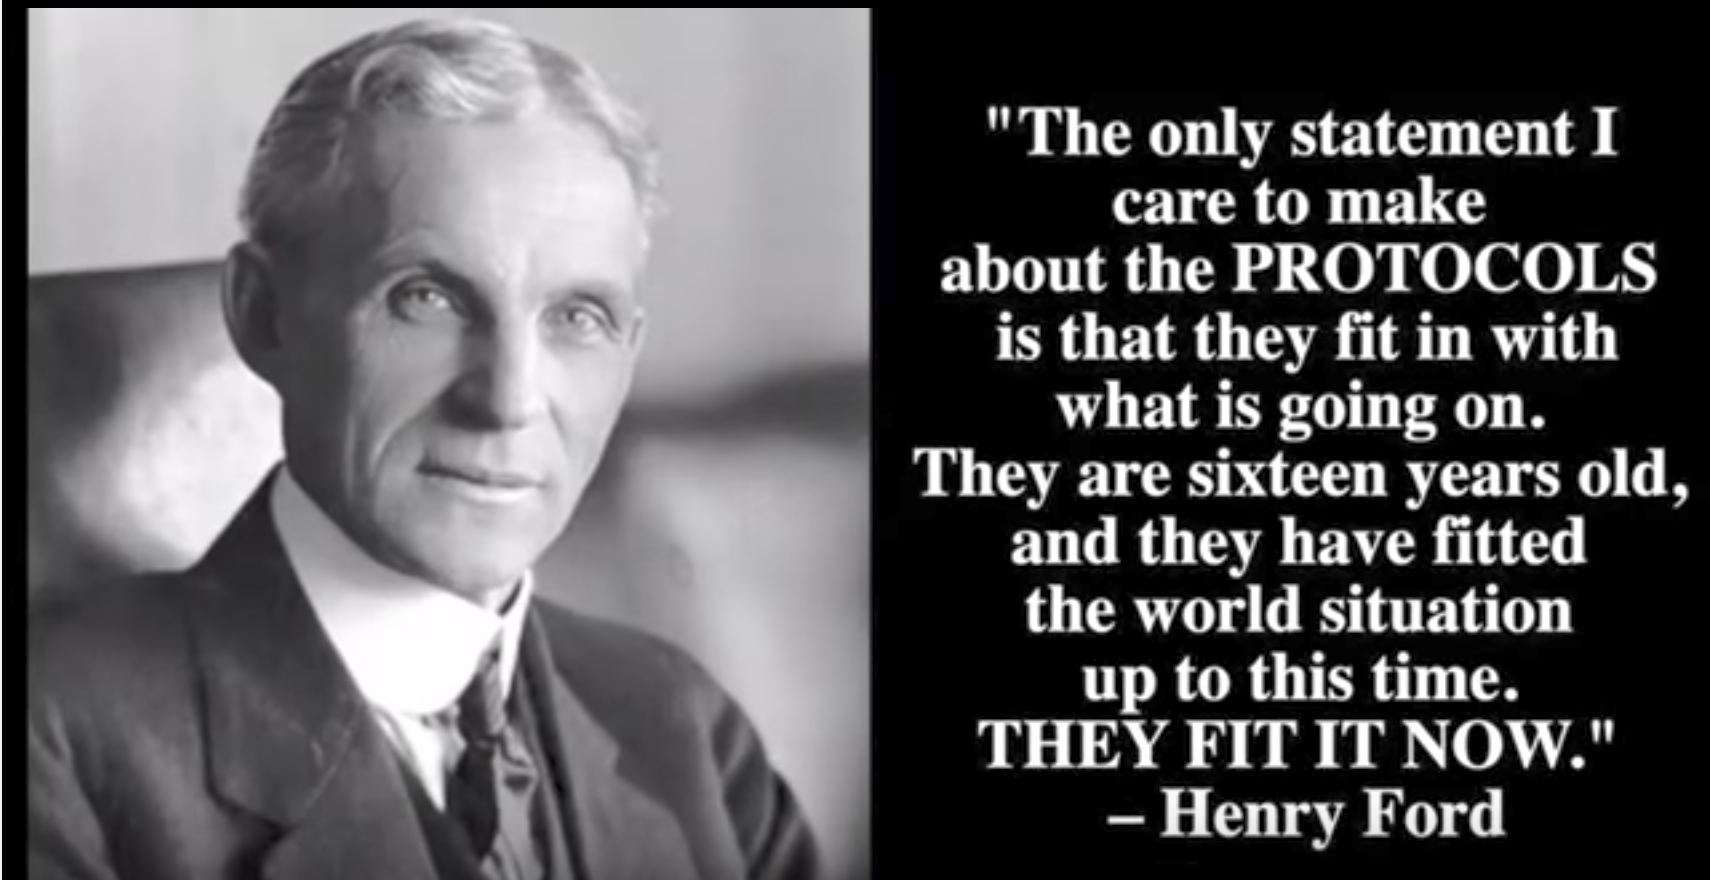 "The only statement I
care to make
about the PROTOCOLS
is that they fit in with
what is going on.
They are sixteen years old,
and they have fitted
the world situation
up to this time.
THEY FIT IT NOW."
– Henry Ford